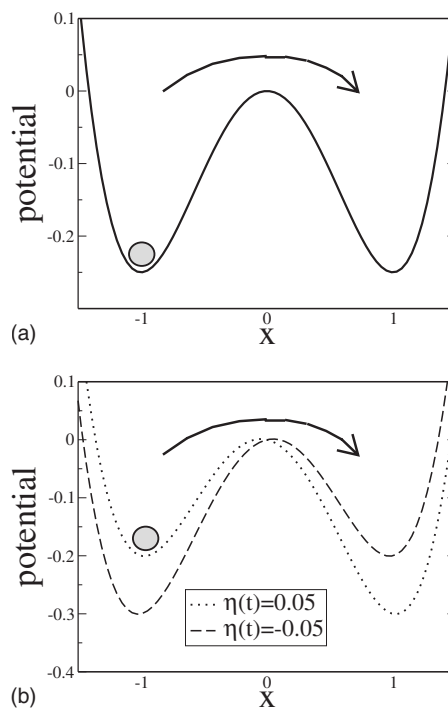 0.1
0
-0.1
-0.2
potential
-1
0
1
X
(a)
0.1
0
-0.1
-0.2
-0.3
-0.4
potential
η(t)=0.05
η(t)=-0.05
-1
0
1
X
(b)